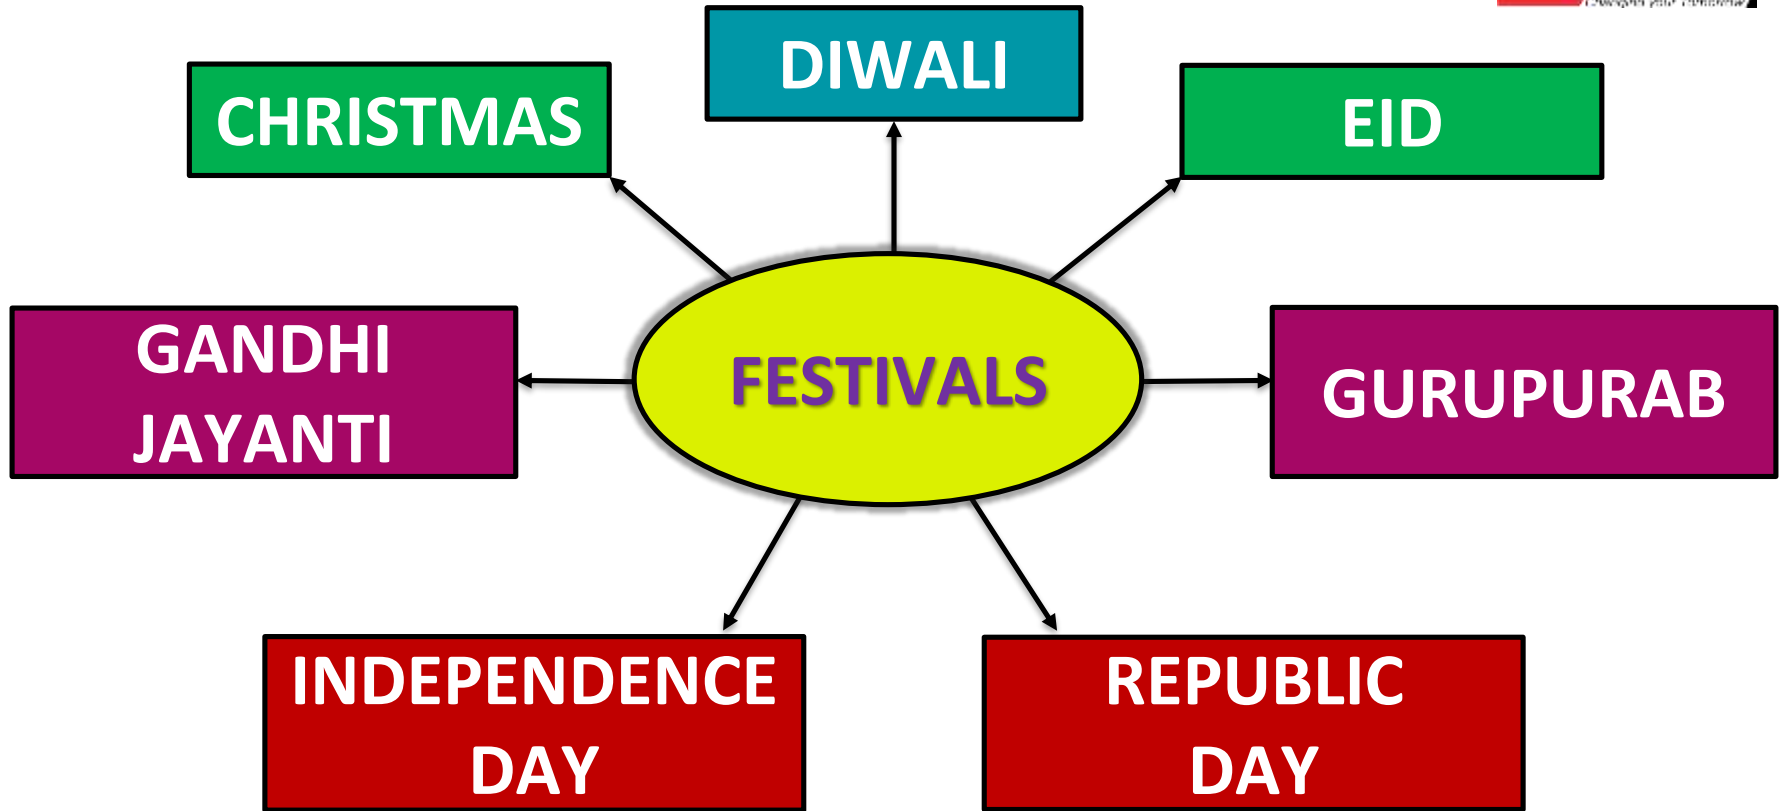 DIWALI
CHRISTMAS
EID
GANDHI
JAYANTI
FESTIVALS
GURUPURAB
INDEPENDENCE
DAY
REPUBLIC
DAY